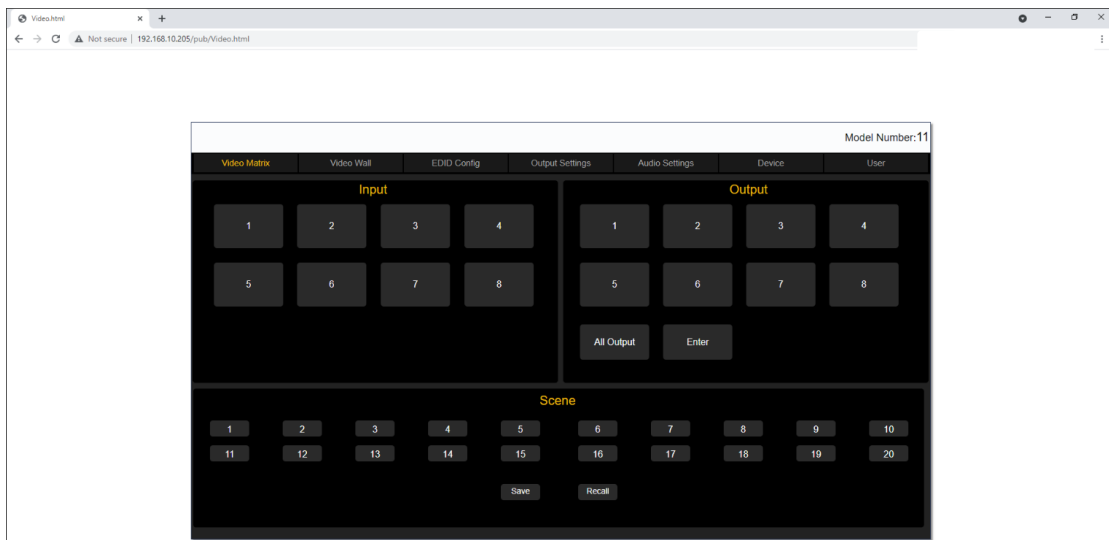 Video.html
Not secure | 192.168.10.205/pub/Video.html
Model Number:11
Video Matrix Video Wall EDID Config Output Settings Audio Settings Device User
Input
1 2 3 4
5 6 7 8
Output
1 2 3 4
5 6 7 8
All Output Enter
Scene
1 2 3 4 5 6 7 8 9 10
11 12 13 14 15 16 17 18 19 20
Save Recall